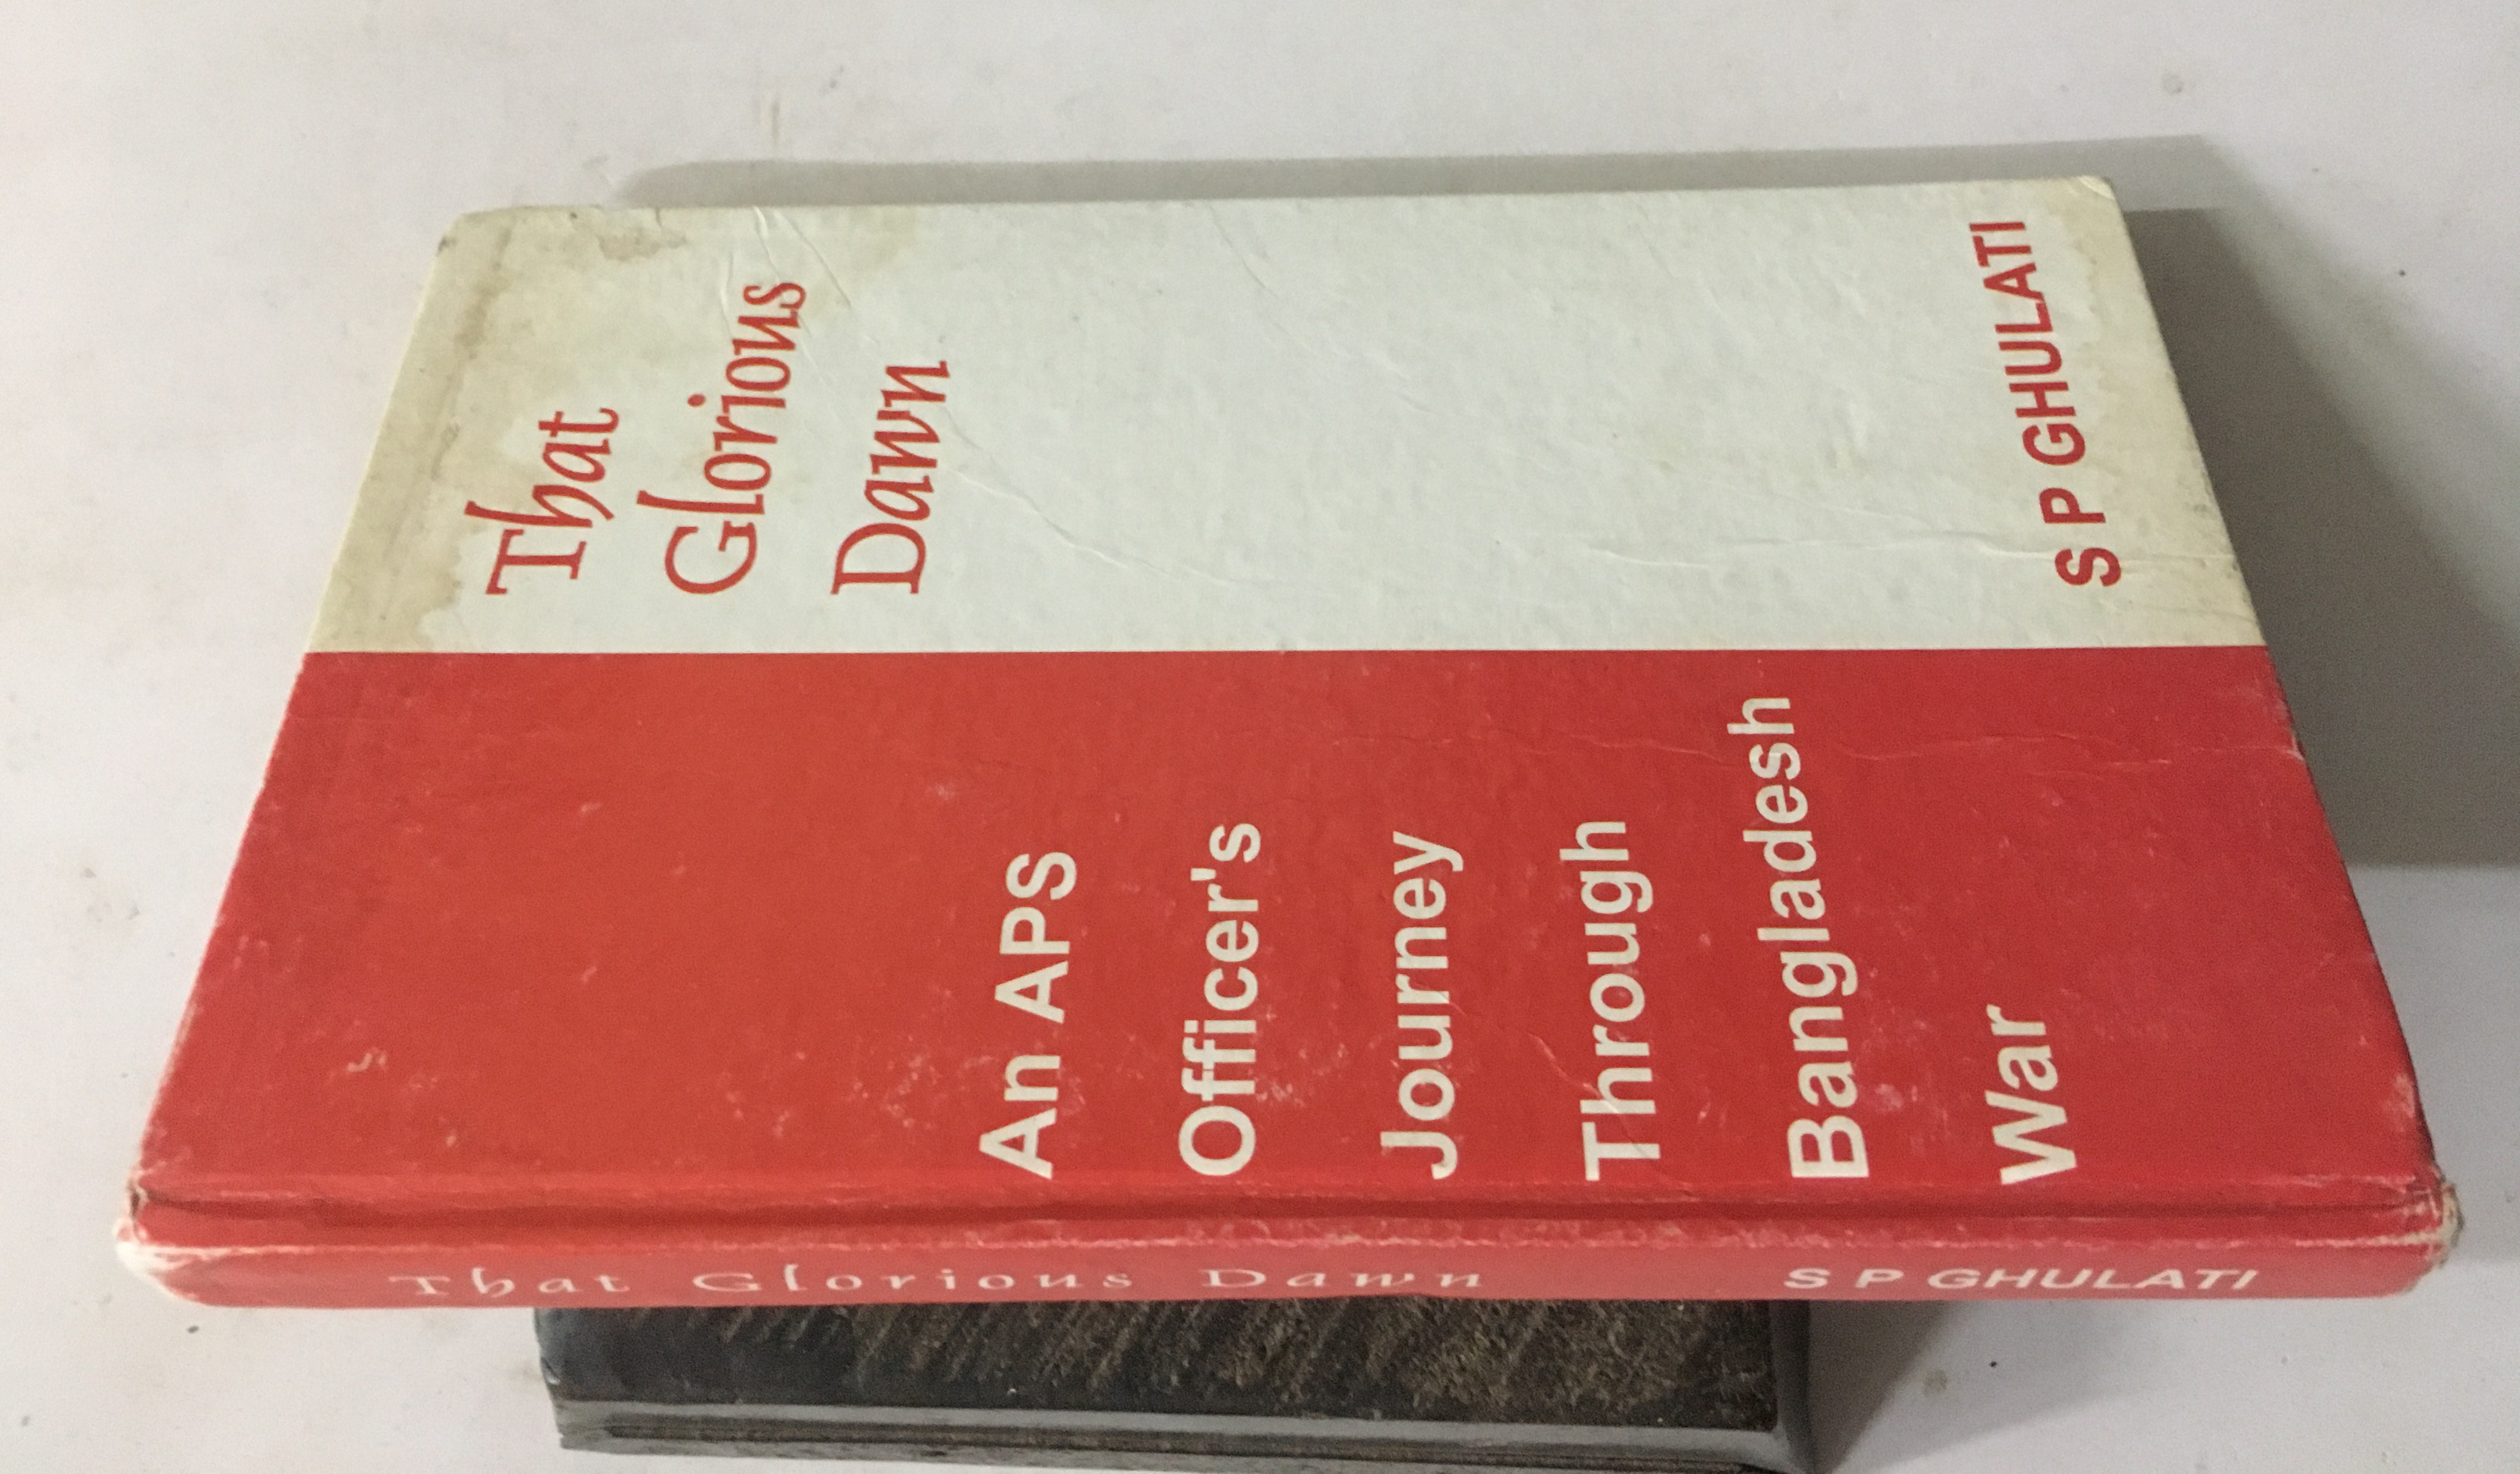 That
Glorious
Dawn
S P GHULATI
An APS
Officer's
Journey
Through
Bangladesh
War
That Glorious Dawn S P GHULATI